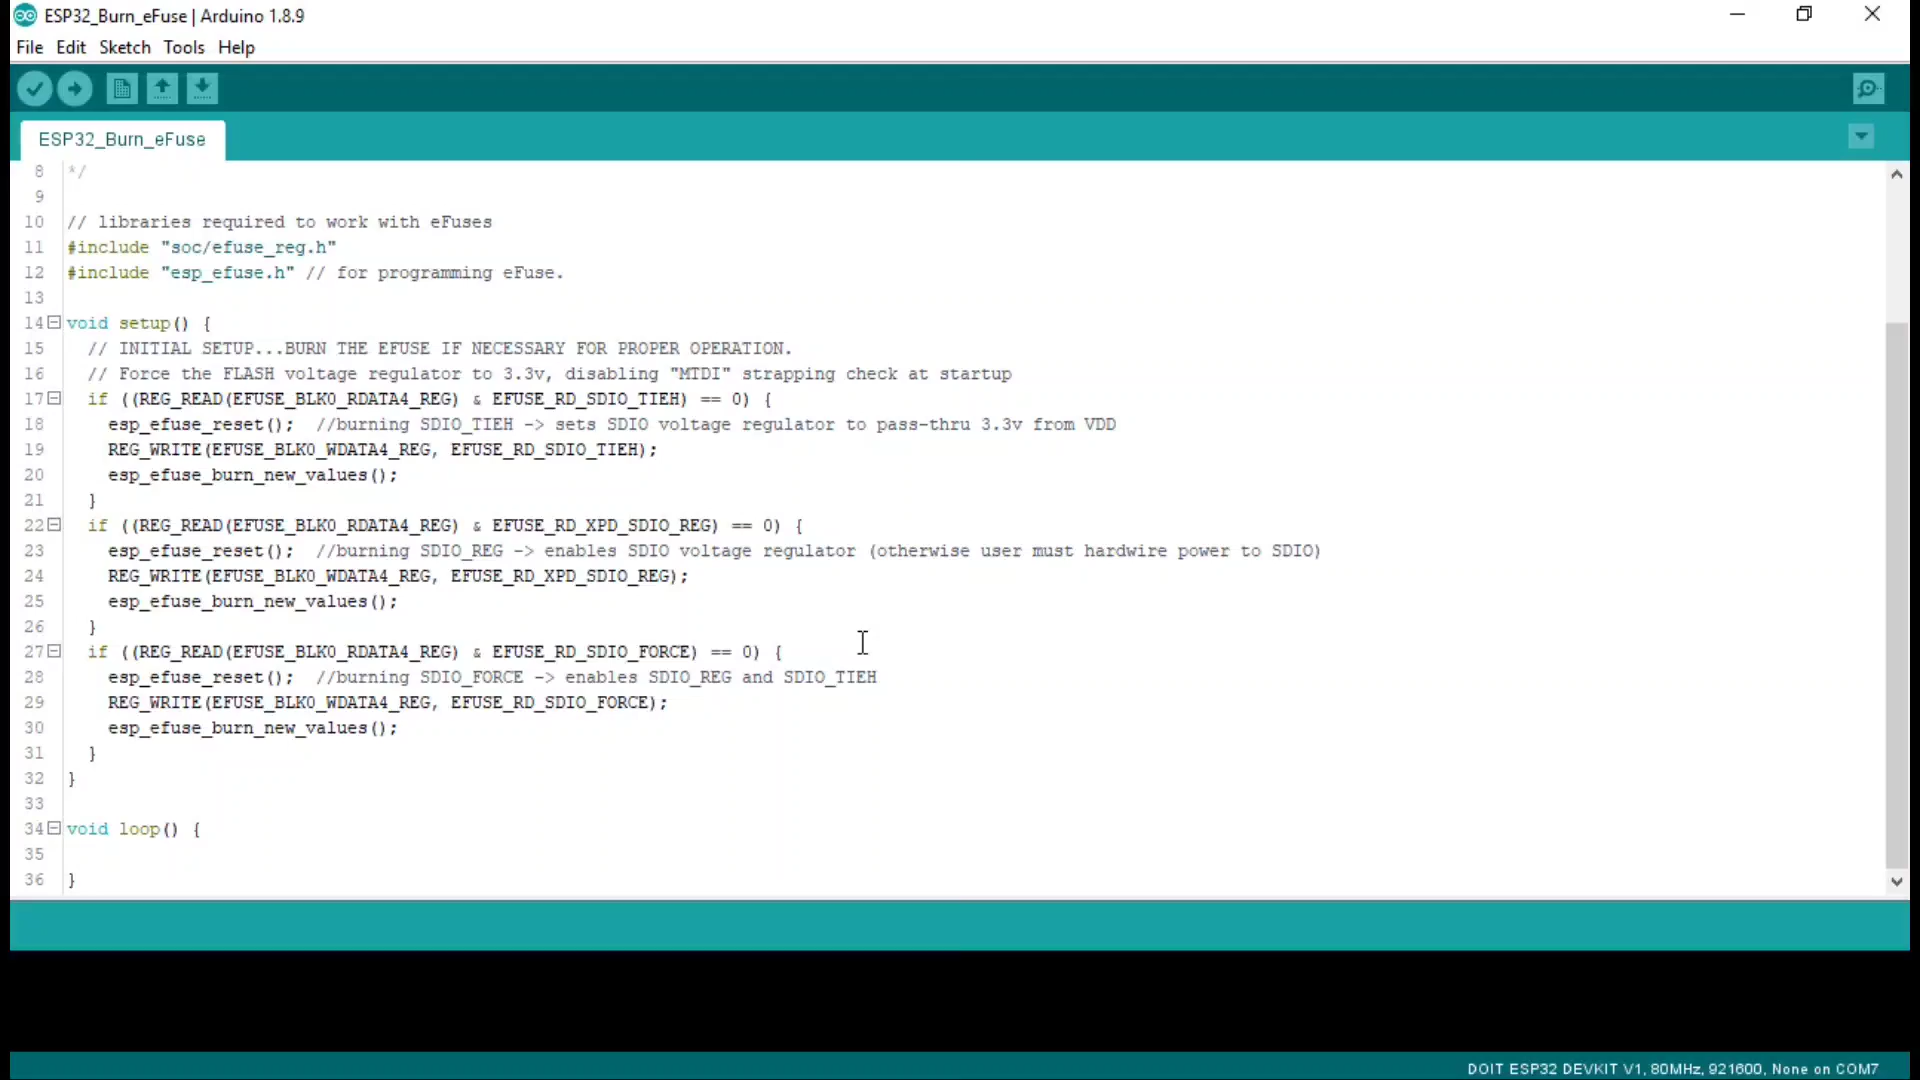 ESP32_Burn_eFuse | Arduino 1.8.9
File Edit Sketch Tools Help
ESP32_Burn_eFuse
8 */
9
10 // libraries required to work with eFuses
11 #include "soc/efuse_reg.h"
12 #include "esp_efuse.h" // for programming eFuse.
13
14 void setup() {
15   // INITIAL SETUP...BURN THE EFUSE IF NECESSARY FOR PROPER OPERATION.
16   // Force the FLASH voltage regulator to 3.3v, disabling "MTDI" strapping check at startup
17   if ((REG_READ(EFUSE_BLK0_RDATA4_REG) & EFUSE_RD_SDIO_TIEH) == 0) {
18     esp_efuse_reset();  //burning SDIO_TIEH -> sets SDIO voltage regulator to pass-thru 3.3v from VDD
19     REG_WRITE(EFUSE_BLK0_WDATA4_REG, EFUSE_RD_SDIO_TIEH);
20     esp_efuse_burn_new_values();
21   }
22   if ((REG_READ(EFUSE_BLK0_RDATA4_REG) & EFUSE_RD_XPD_SDIO_REG) == 0) {
23     esp_efuse_reset();  //burning SDIO_REG -> enables SDIO voltage regulator (otherwise user must hardwire power to SDIO)
24     REG_WRITE(EFUSE_BLK0_WDATA4_REG, EFUSE_RD_XPD_SDIO_REG);
25     esp_efuse_burn_new_values();
26   }
27   if ((REG_READ(EFUSE_BLK0_RDATA4_REG) & EFUSE_RD_SDIO_FORCE) == 0) {
28     esp_efuse_reset();  //burning SDIO_FORCE -> enables SDIO_REG and SDIO_TIEH
29     REG_WRITE(EFUSE_BLK0_WDATA4_REG, EFUSE_RD_SDIO_FORCE);
30     esp_efuse_burn_new_values();
31   }
32 }
33
34 void loop() {
35
36 }
DOIT ESP32 DEVKIT V1, 80MHz, 921600, None on COM7